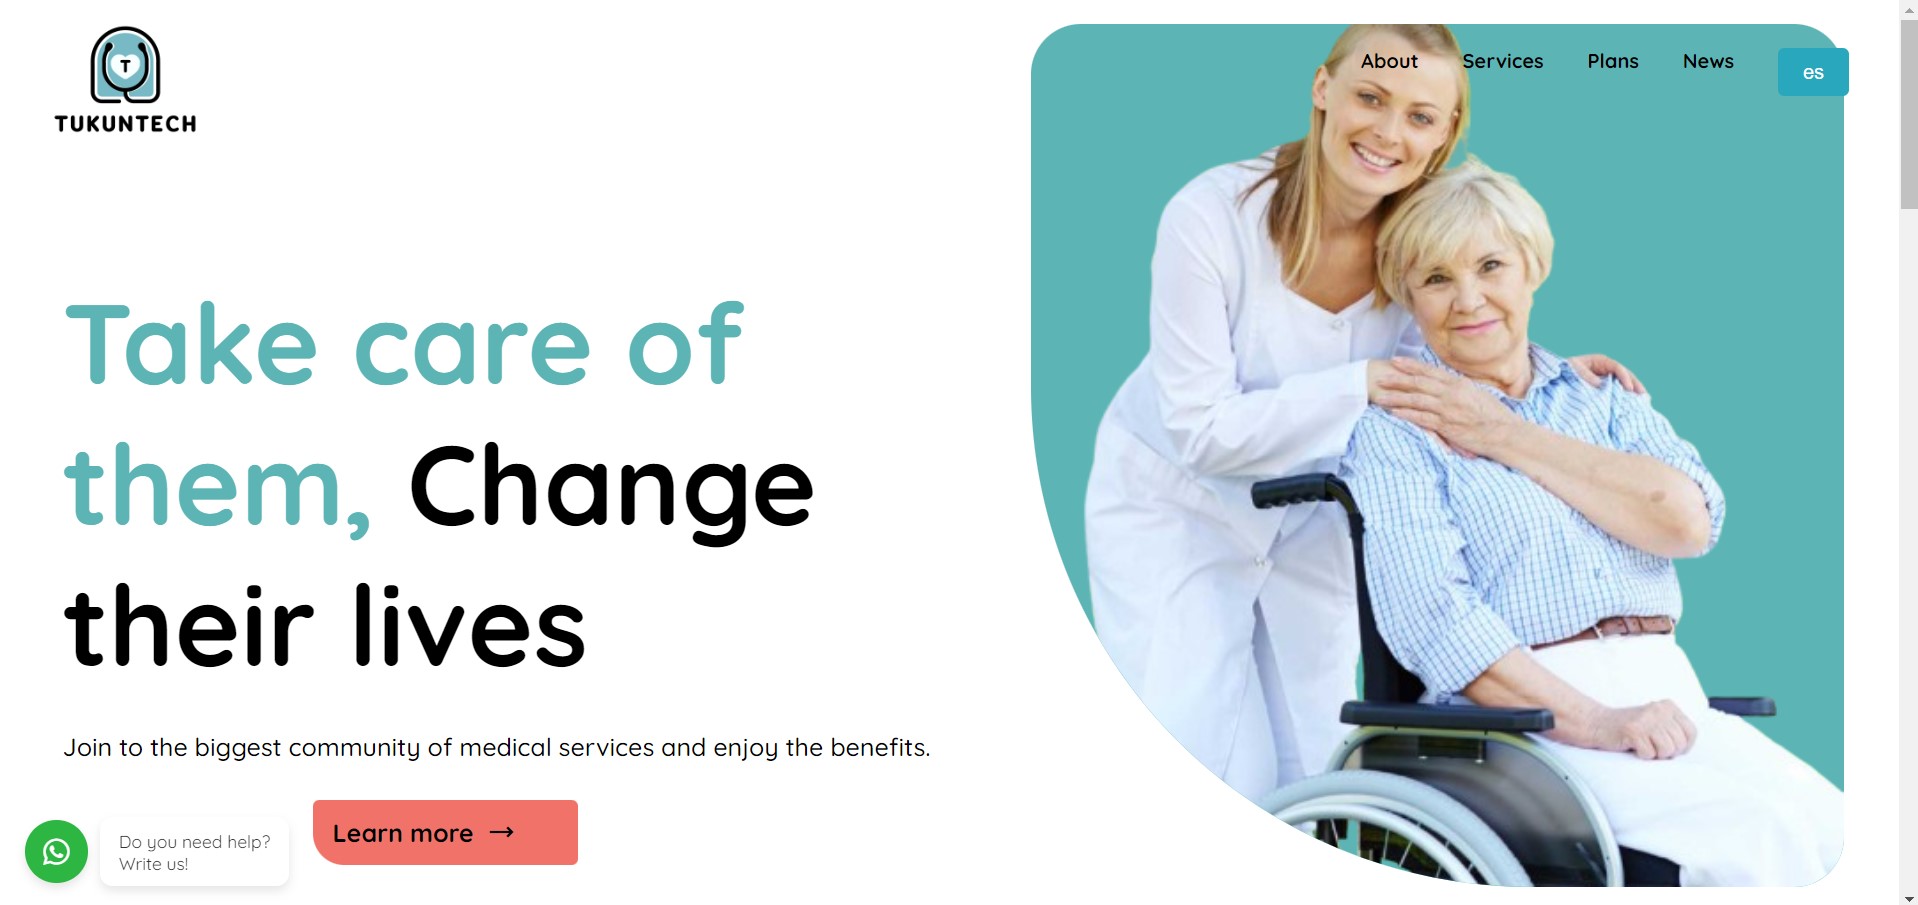 T
TUKUNTECH
About Services Plans News es
Take care of
them, Change
their lives
Join to the biggest community of medical services and enjoy the benefits.
Learn more →
Do you need help?
Write us!